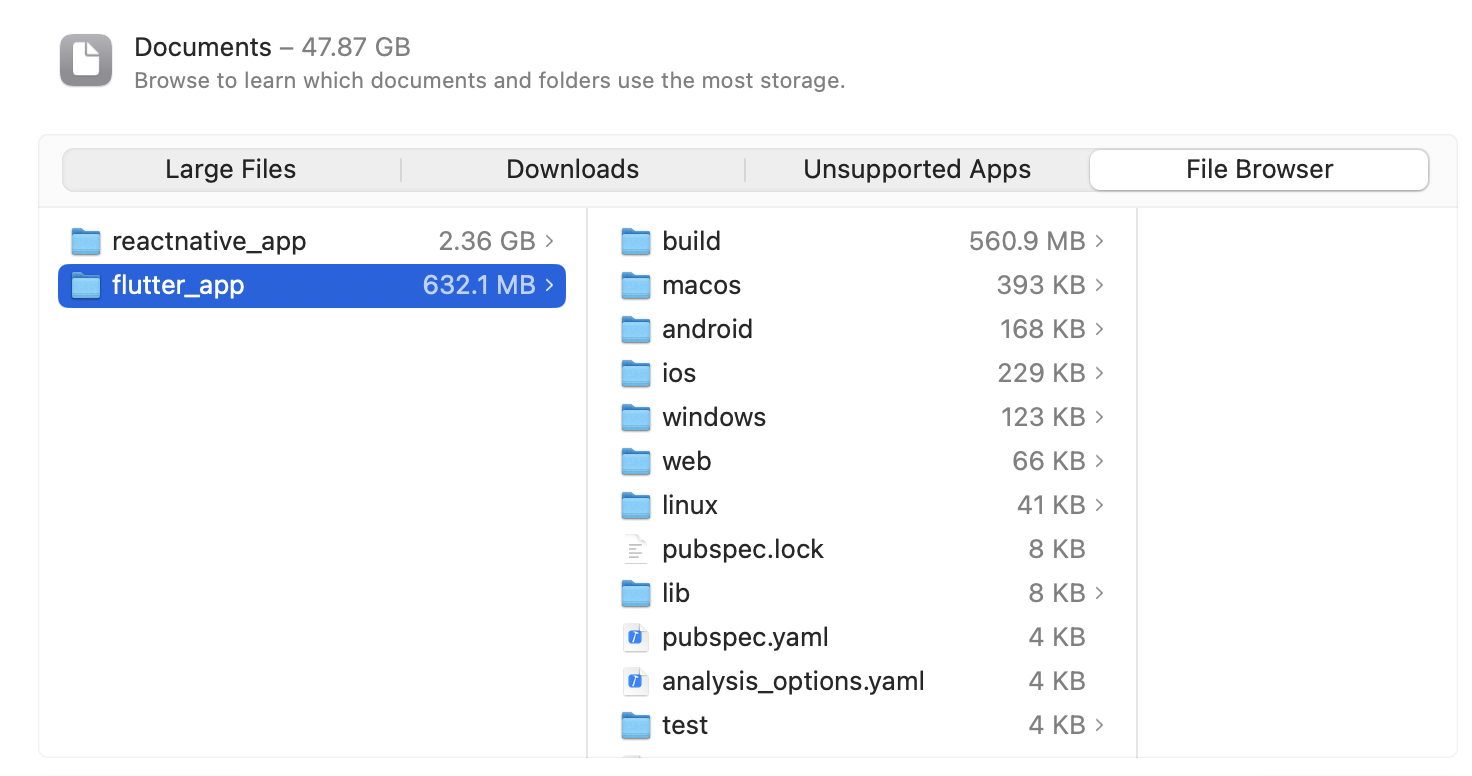 Documents – 47.87 GB
Browse to learn which documents and folders use the most storage.
Large Files
Downloads
Unsupported Apps
File Browser
reactnative_app 2.36 GB
flutter_app 632.1 MB
build 560.9 MB
macos 393 KB
android 168 KB
ios 229 KB
windows 123 KB
web 66 KB
linux 41 KB
pubspec.lock 8 KB
lib 8 KB
pubspec.yaml 4 KB
analysis_options.yaml 4 KB
test 4 KB